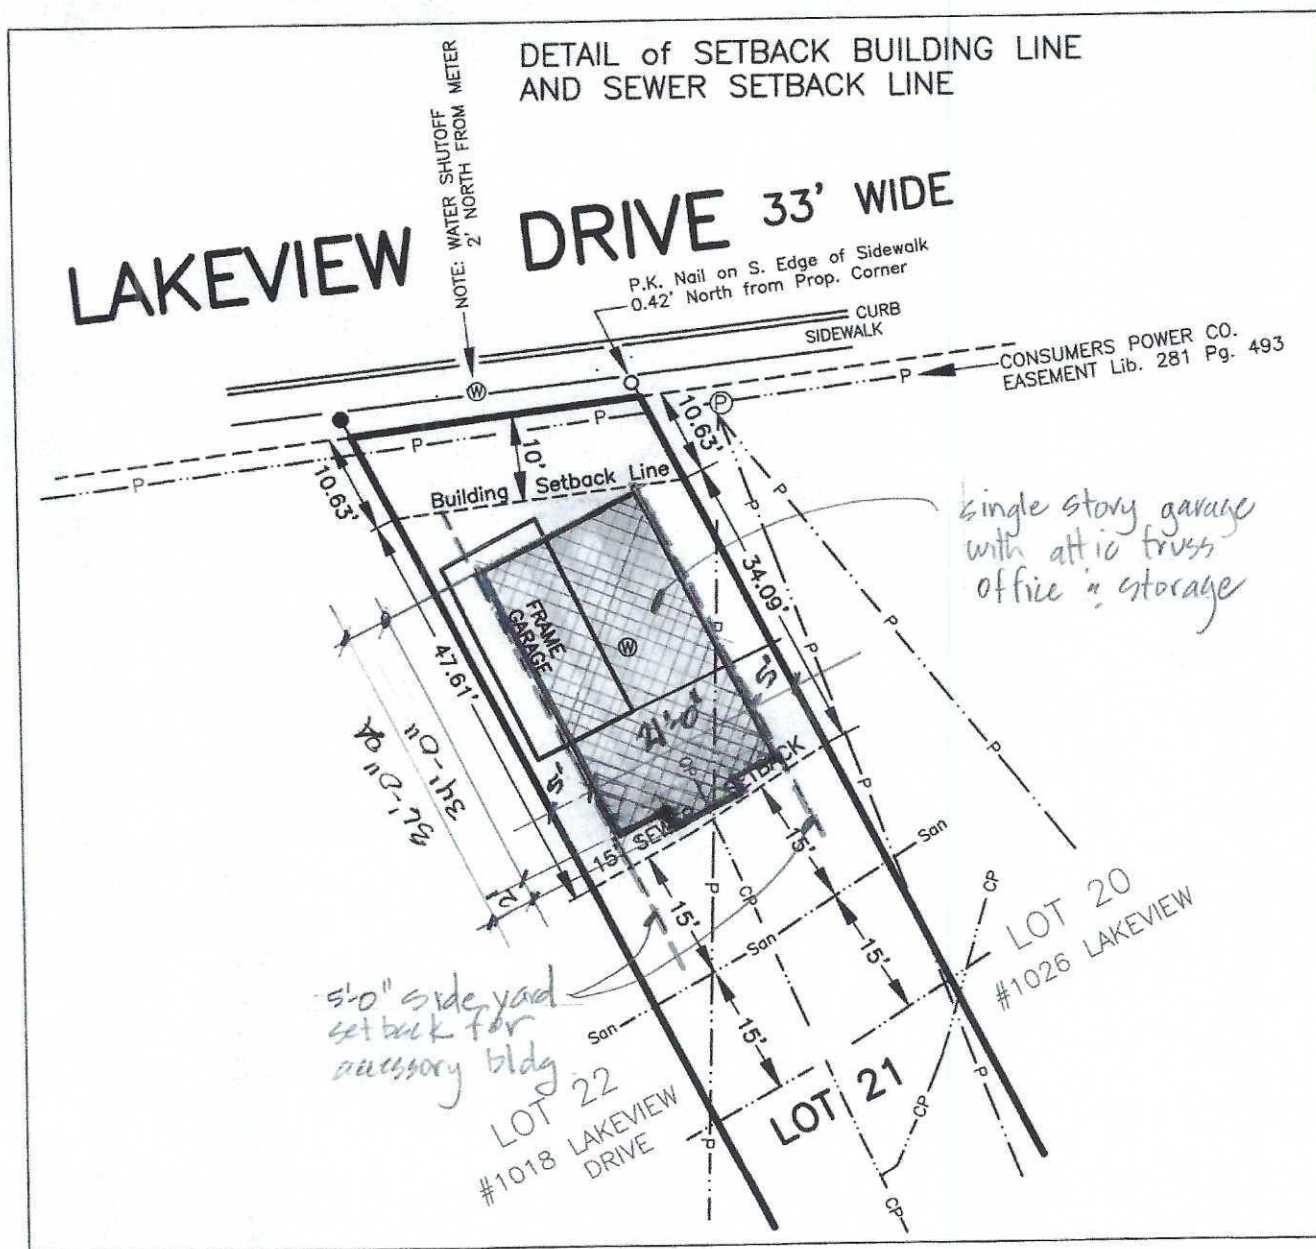 DETAIL of SETBACK BUILDING LINE
AND SEWER SETBACK LINE
NOTE: WATER SHUTOFF
2' NORTH FROM METER
LAKEVIEW DRIVE 33' WIDE
P.K. Nail on S. Edge of Sidewalk
0.42' North from Prop. Corner
CURB
SIDEWALK
CONSUMERS POWER CO.
EASEMENT Lib. 281 Pg. 493
W
P
P
P
P
P
10.63'
10'
10.63'
Building Setback Line
P
P
single story garage
with attic truss
office & storage
34.09'
FRAME
GARAGE
W
P
P
P
47.61'
5'
21'-0"
5'
34'-0"
36'-0" OA
CP
P
P
15' SEWER SETBACK
2'
15'
15'
P
CP
San
San
CP
LOT 20
#1026 LAKEVIEW
15'
15'
San
5'-0" side yard
setback for
accessory bldg
LOT 22
#1018 LAKEVIEW
DRIVE
LOT 21
P
CP
P
CP